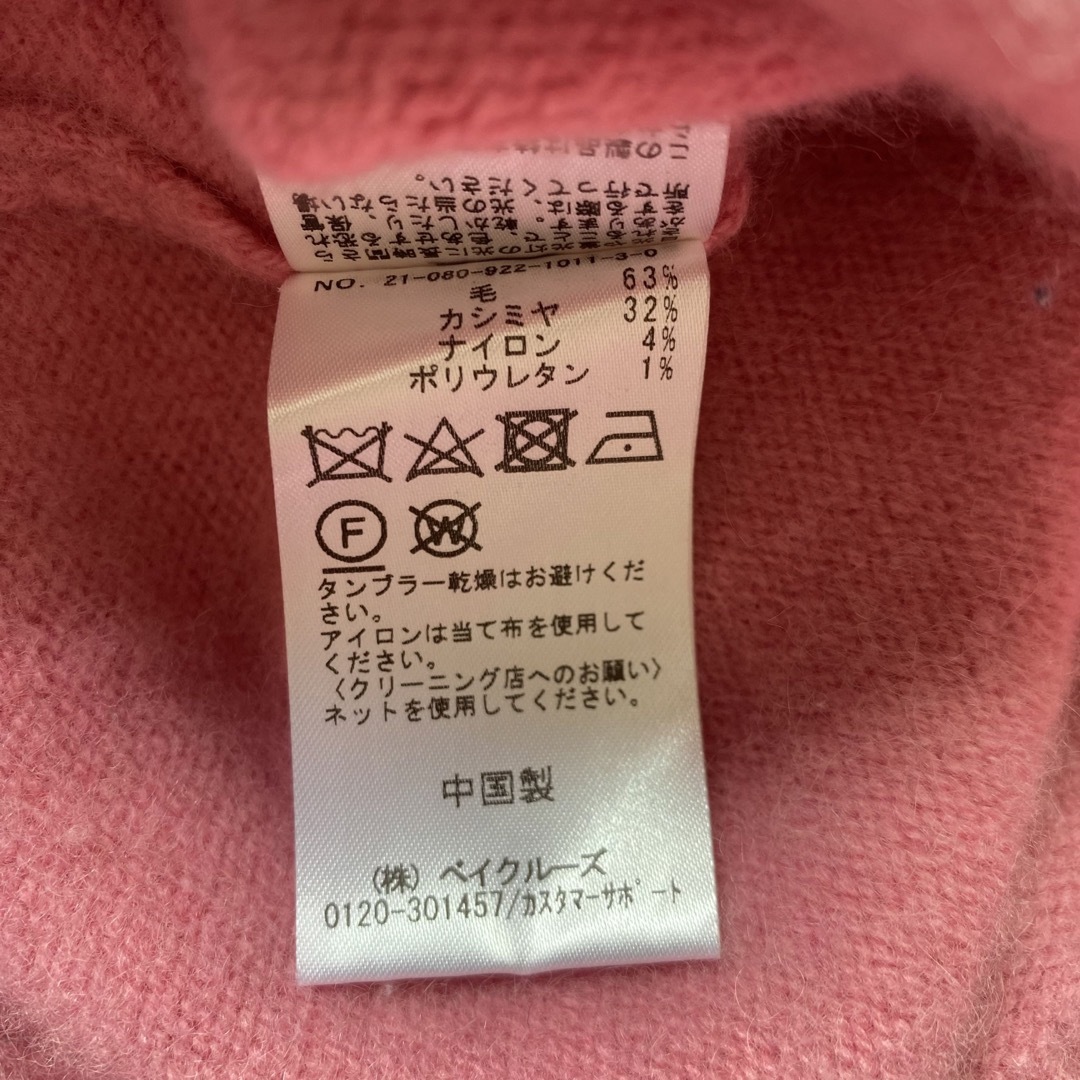 NO. 21-080-922-1011-3-0
毛 63%
カシミヤ 32%
ナイロン 4%
ポリウレタン 1%
F
W
タンブラー乾燥はお避けくだ
さい。
アイロンは当て布を使用して
ください。
〈クリーニング店へのお願い〉
ネットを使用してください。
中国製
(株) ベイクルーズ
0120-301457/カスタマーサポート